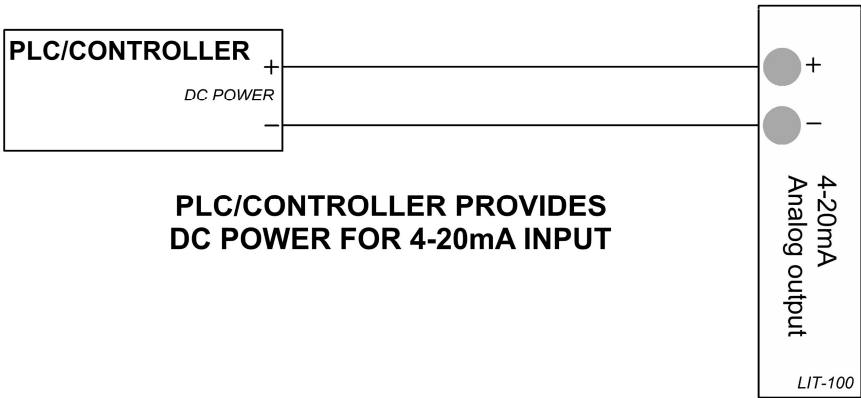 PLC/CONTROLLER
+
DC POWER
−
+
−
PLC/CONTROLLER PROVIDES
DC POWER FOR 4-20mA INPUT
4-20mA
Analog output
LIT-100